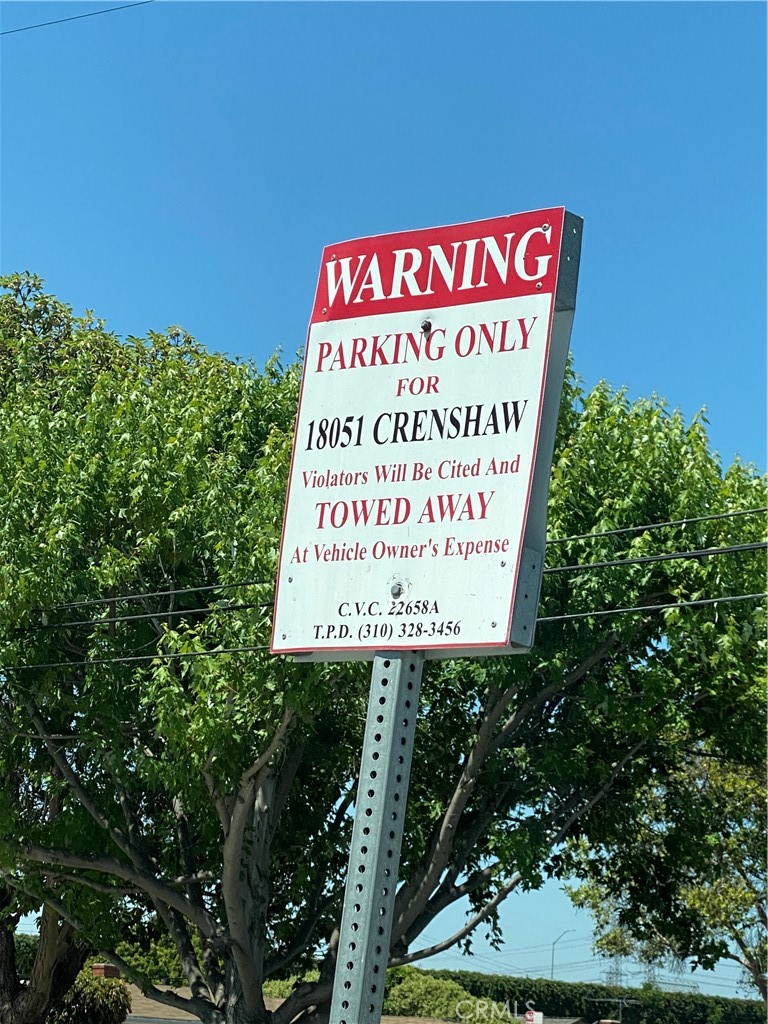 WARNING
PARKING ONLY
FOR
18051 CRENSHAW
Violators Will Be Cited And
TOWED AWAY
At Vehicle Owner's Expense
C.V.C. 22658A
T.P.D. (310) 328-3456
CRMLS